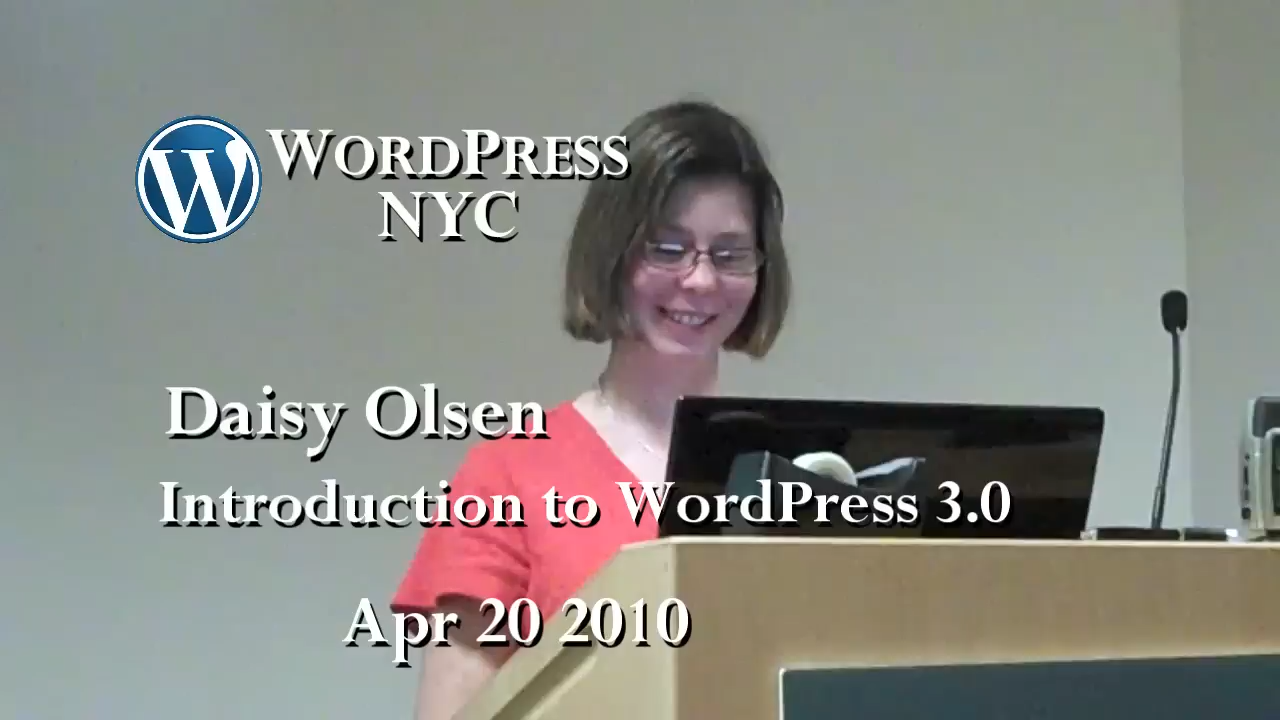 WORDPRESS
NYC
Daisy Olsen
Introduction to WordPress 3.0
Apr 20 2010